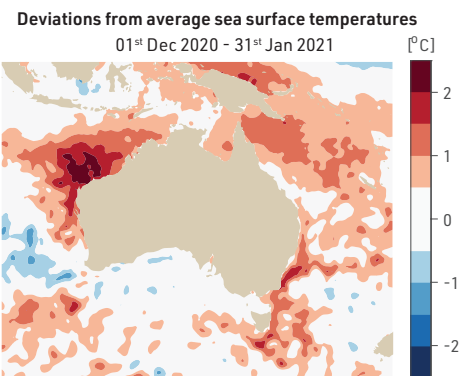 Deviations from average sea surface temperatures
01st Dec 2020 - 31st Jan 2021
[°C]
2
1
0
-1
-2